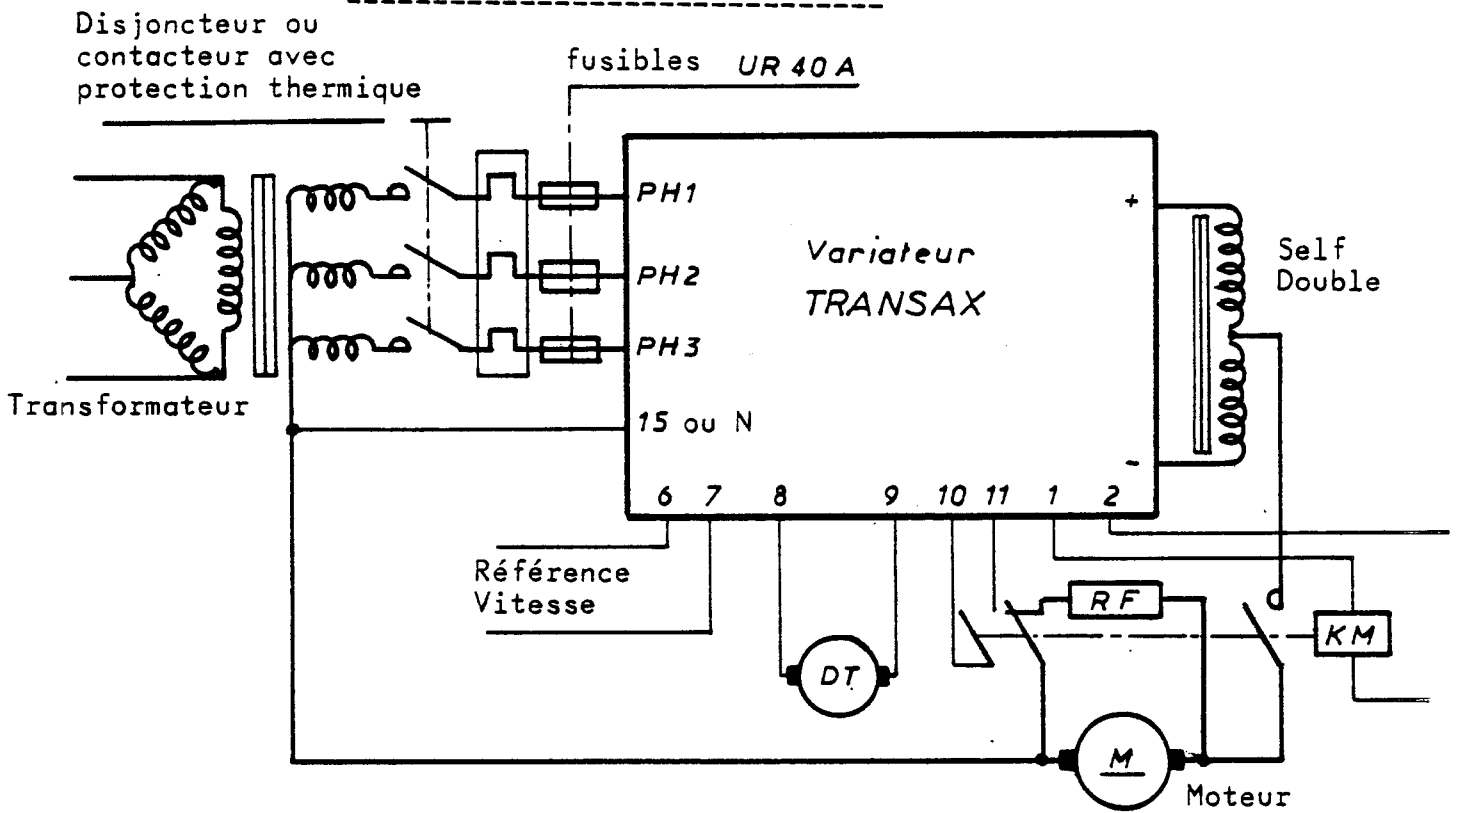 Disjoncteur ou
contacteur avec
protection thermique
fusibles UR 40 A
PH1
PH2
PH3
15 ou N
Variateur
TRANSAX
+
-
Self
Double
Transformateur
6 7 8 9 10 11 1 2
Référence
Vitesse
DT
RF
KM
M
Moteur